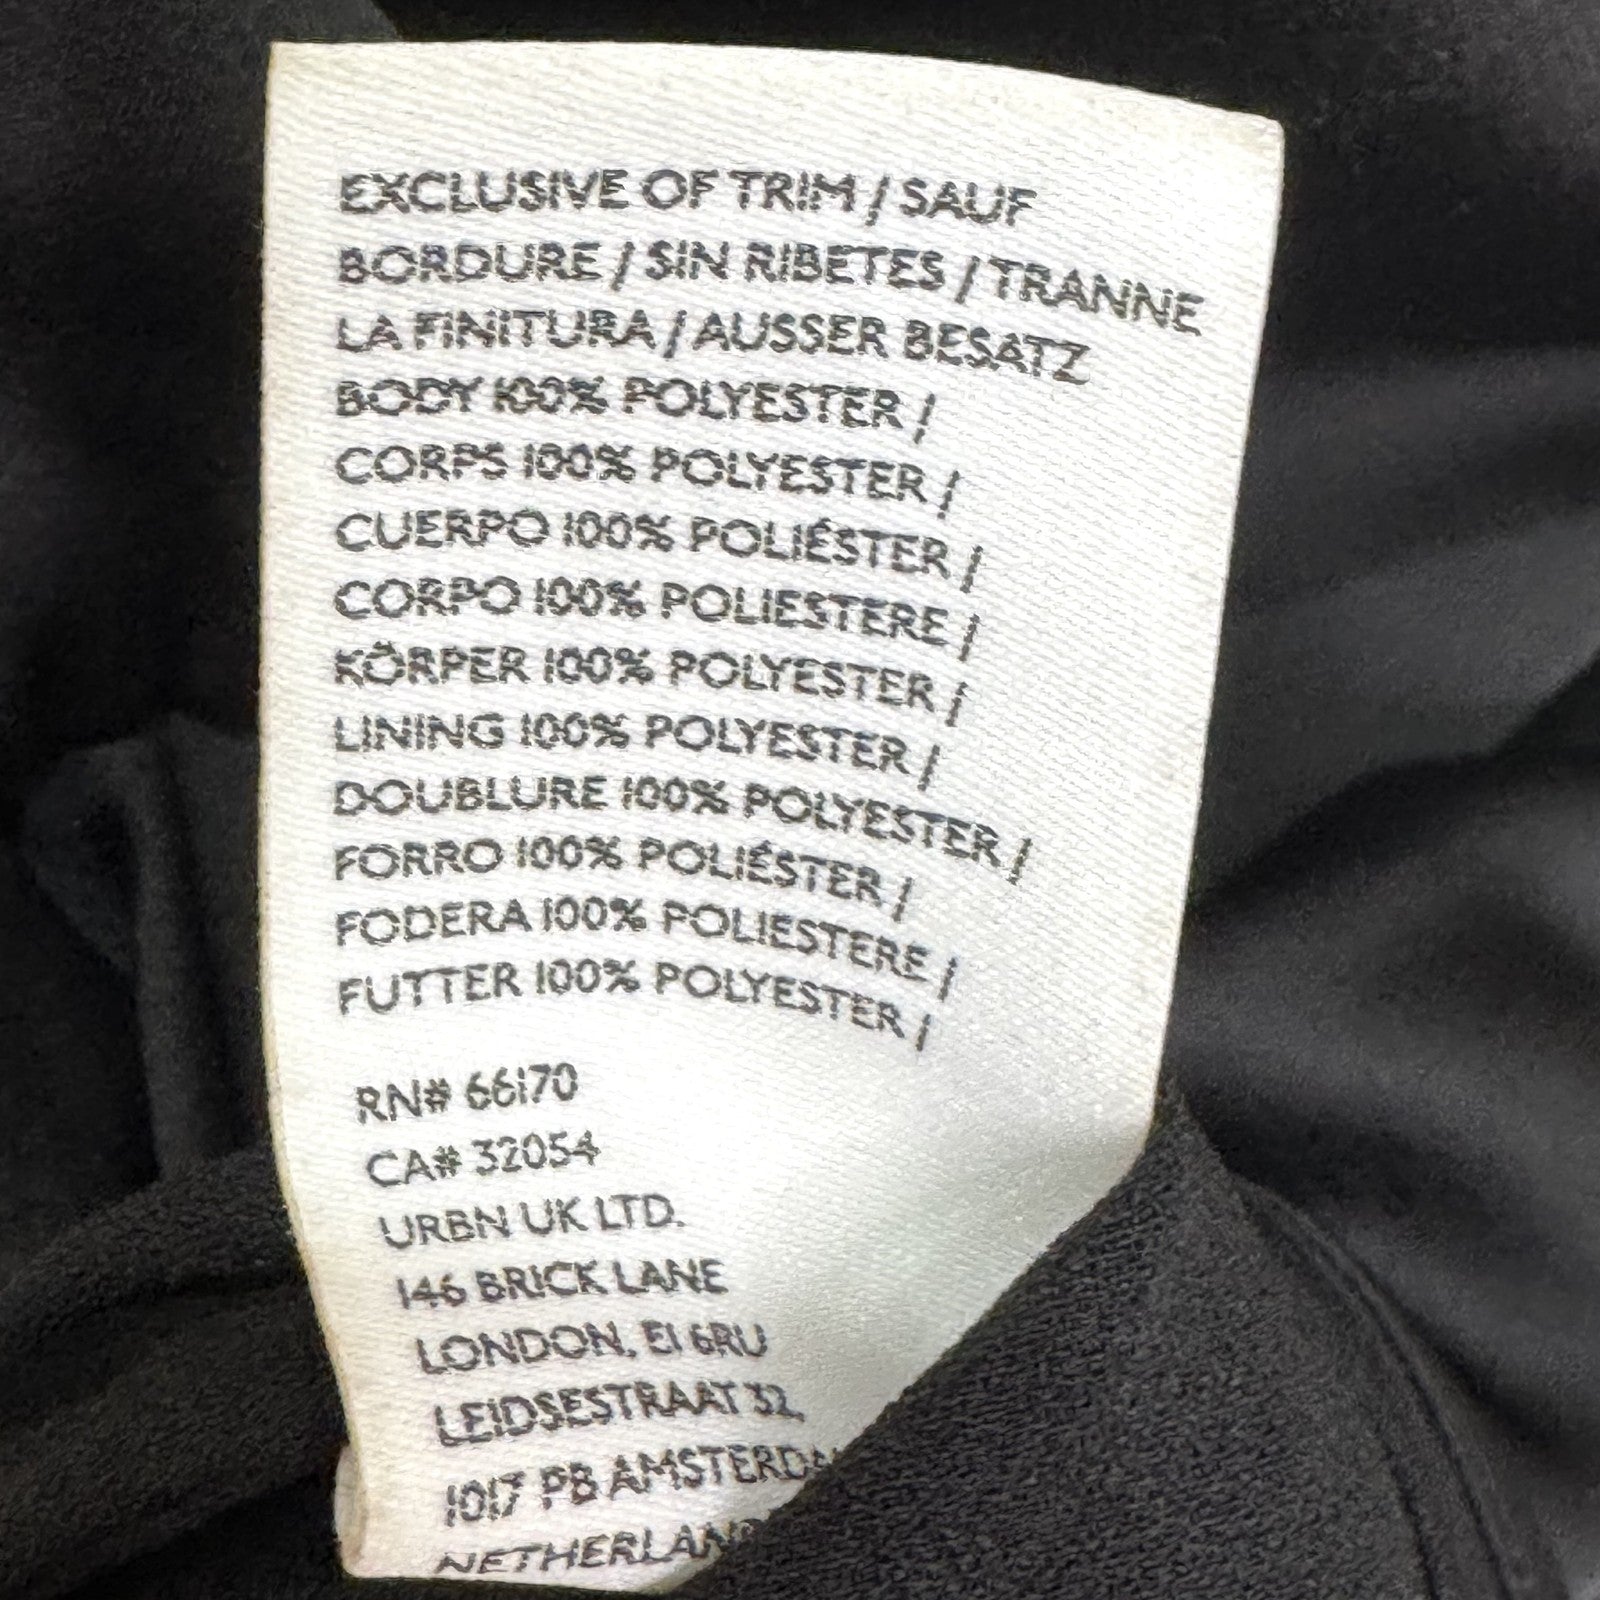 EXCLUSIVE OF TRIM / SAUF
BORDURE / SIN RIBETES / TRANNE
LA FINITURA / AUSSER BESATZ
BODY 100% POLYESTER /
CORPS 100% POLYESTER /
CUERPO 100% POLIÉSTER /
CORPO 100% POLIESTERE /
KÖRPER 100% POLYESTER /
LINING 100% POLYESTER /
DOUBLURE 100% POLYESTER /
FORRO 100% POLIÉSTER /
FODERA 100% POLIESTERE /
FUTTER 100% POLYESTER /
RN# 66170
CA# 32054
URBN UK LTD.
146 BRICK LANE
LONDON, E1 6RU
LEIDSESTRAAT 32,
1017 PB AMSTERDA
NETHERLAN